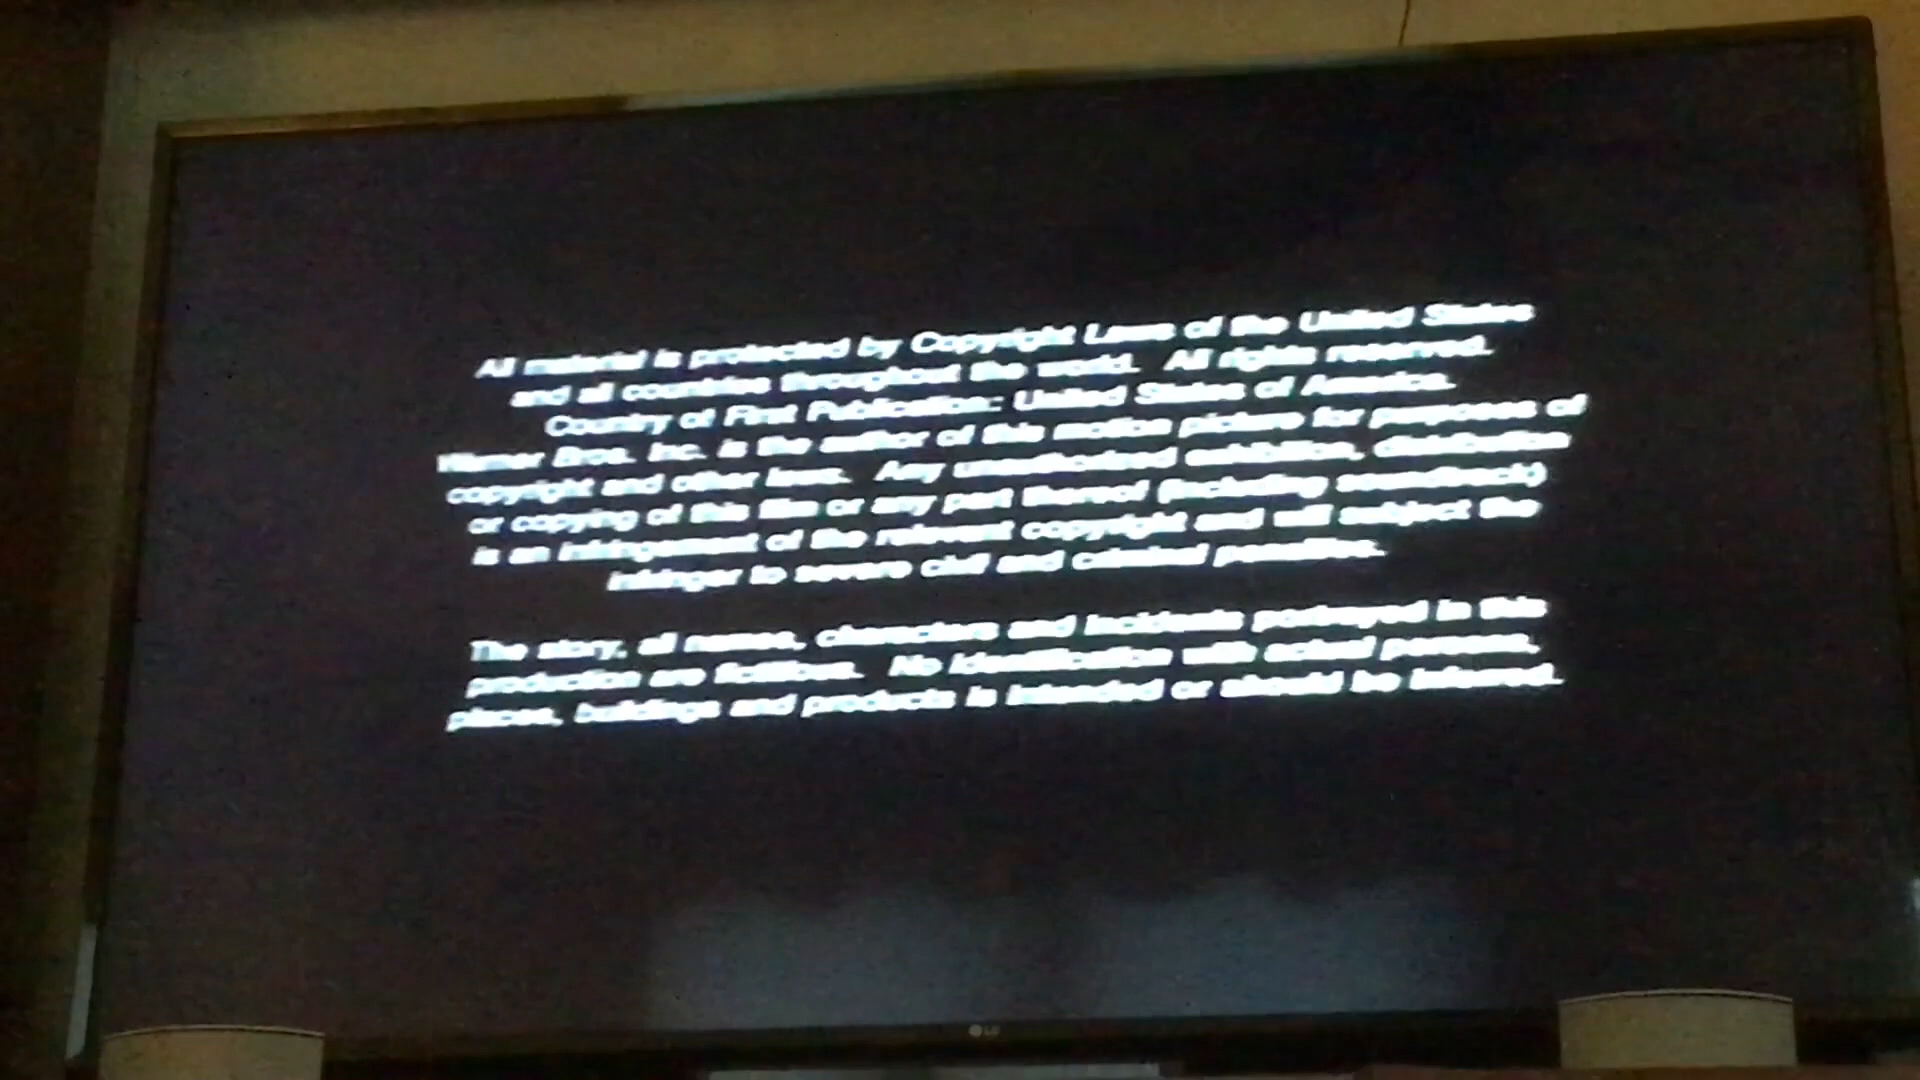 All material is protected by Copyright Laws of the United States
and all countries throughout the world. All rights reserved.
Country of First Publication: United States of America.
Warner Bros. Inc. is the author of this motion picture for purposes of
copyright and other laws. Any unauthorized exhibition, distribution
or copying of this film or any part thereof (including soundtrack)
is an infringement of the relevant copyright and will subject the
infringer to severe civil and criminal penalties.
The story, all names, characters and incidents portrayed in this
production are fictitious. No identification with actual persons,
places, buildings and products is intended or should be inferred.
LG